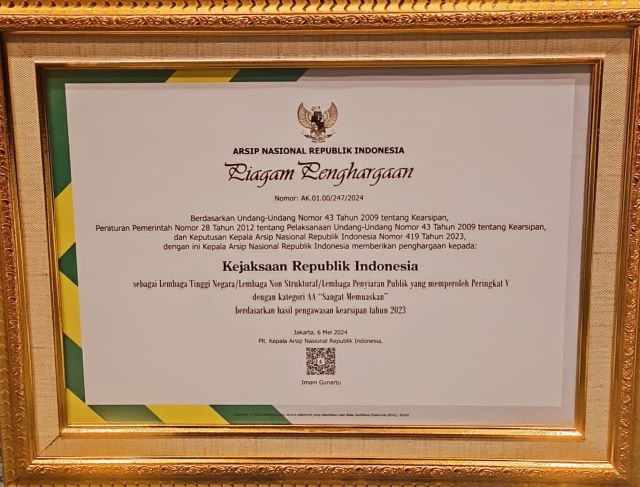 ARSIP NASIONAL REPUBLIK INDONESIA
Piagam Penghargaan
Nomor: AK.01.00/247/2024
Berdasarkan Undang-Undang Nomor 43 Tahun 2009 tentang Kearsipan,
Peraturan Pemerintah Nomor 28 Tahun 2012 tentang Pelaksanaan Undang-Undang Nomor 43 Tahun 2009 tentang Kearsipan,
dan Keputusan Kepala Arsip Nasional Republik Indonesia Nomor 419 Tahun 2023,
dengan ini Kepala Arsip Nasional Republik Indonesia memberikan penghargaan kepada:
Kejaksaan Republik Indonesia
sebagai Lembaga Tinggi Negara/Lembaga Non Struktural/Lembaga Penyiaran Publik yang memperoleh Peringkat V
dengan kategori AA "Sangat Memuaskan"
berdasarkan hasil pengawasan kearsipan tahun 2023
Jakarta, 6 Mei 2024
Plt. Kepala Arsip Nasional Republik Indonesia,
Imam Gunarto